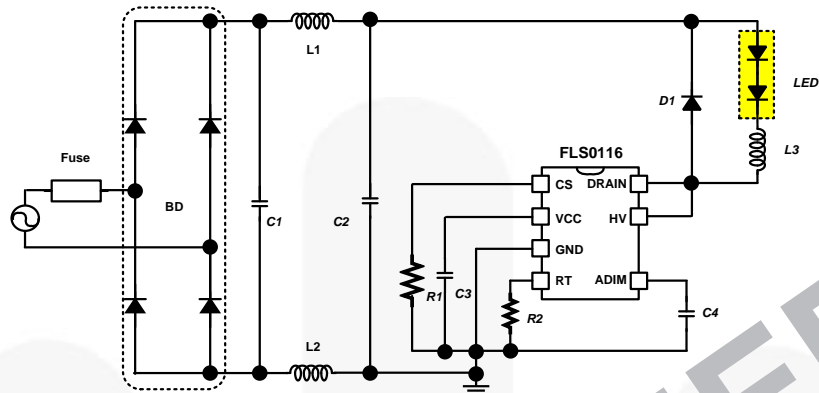 L1
LED
D1
L3
Fuse
FLS0116
BD
C1
C2
CS
DRAIN
VCC
HV
GND
RT
ADIM
R1
C3
R2
C4
L2